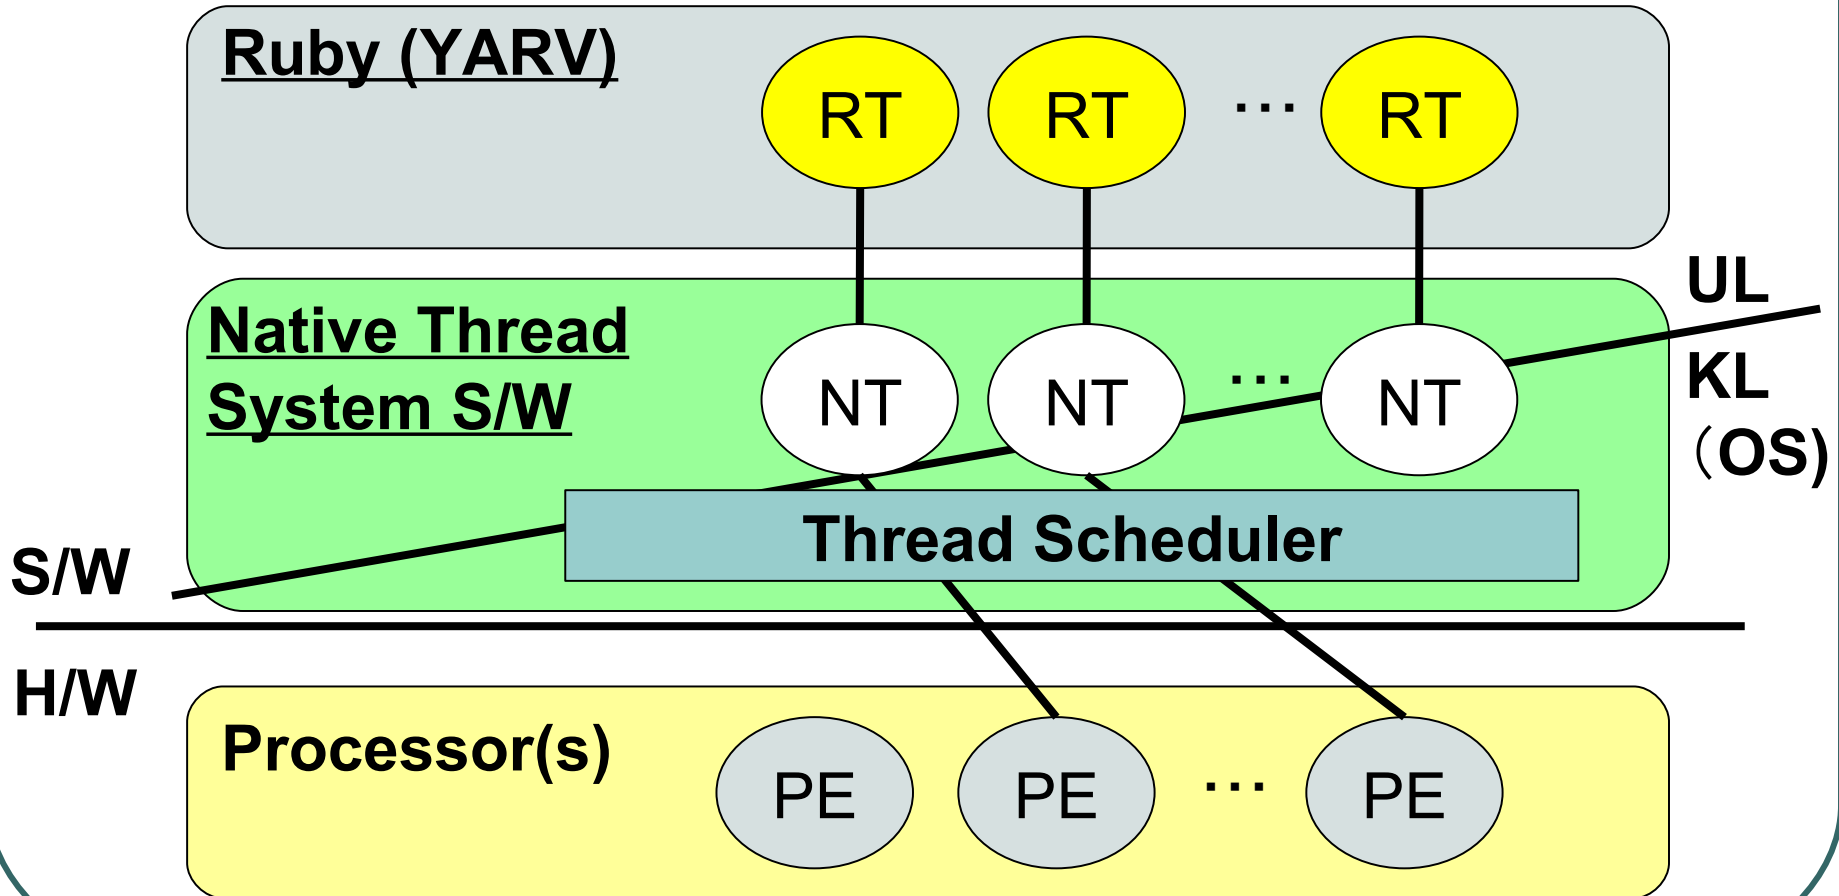 Ruby (YARV)
RT RT … RT
UL
Native Thread
System S/W
NT NT … NT
KL
（OS)
Thread Scheduler
S/W
H/W
Processor(s)
PE PE … PE